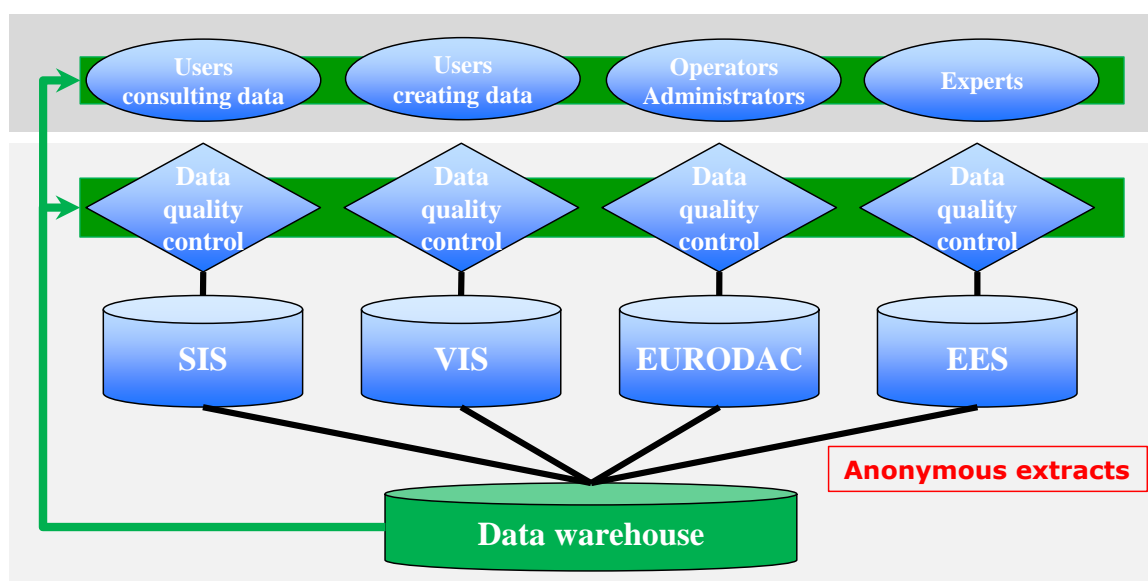 Users
consulting data
Users
creating data
Operators
Administrators
Experts
Data
quality
control
Data
quality
control
Data
quality
control
Data
quality
control
SIS
VIS
EURODAC
EES
Anonymous extracts
Data warehouse